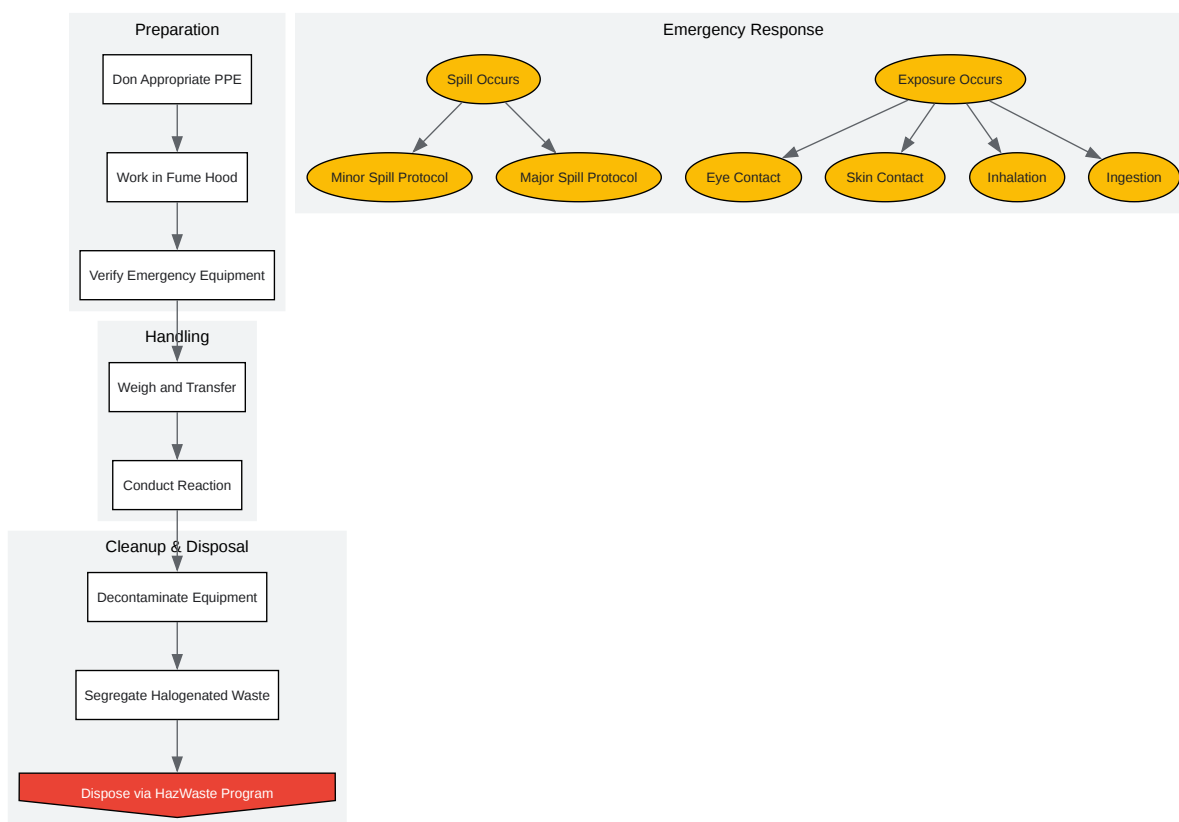 Preparation
Don Appropriate PPE
Work in Fume Hood
Verify Emergency Equipment
Handling
Weigh and Transfer
Conduct Reaction
Cleanup & Disposal
Decontaminate Equipment
Segregate Halogenated Waste
Dispose via HazWaste Program
Emergency Response
Spill Occurs
Exposure Occurs
Minor Spill Protocol
Major Spill Protocol
Eye Contact
Skin Contact
Inhalation
Ingestion